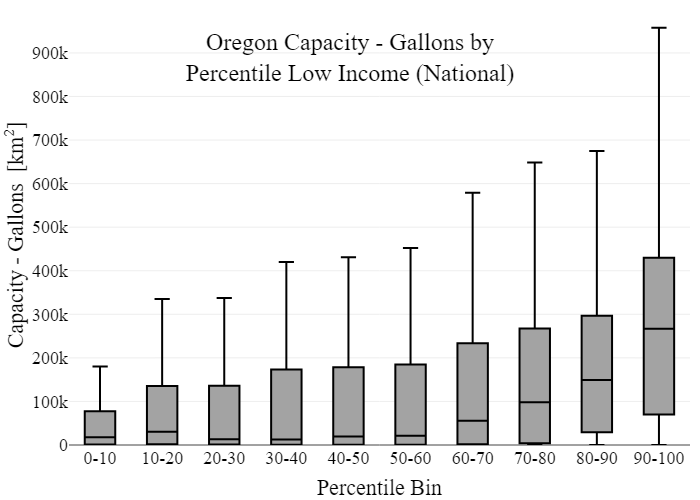 Oregon Capacity - Gallons by
Percentile Low Income (National)
Capacity - Gallons [km²]
900k
800k
700k
600k
500k
400k
300k
200k
100k
0
0-10 10-20 20-30 30-40 40-50 50-60 60-70 70-80 80-90 90-100
Percentile Bin